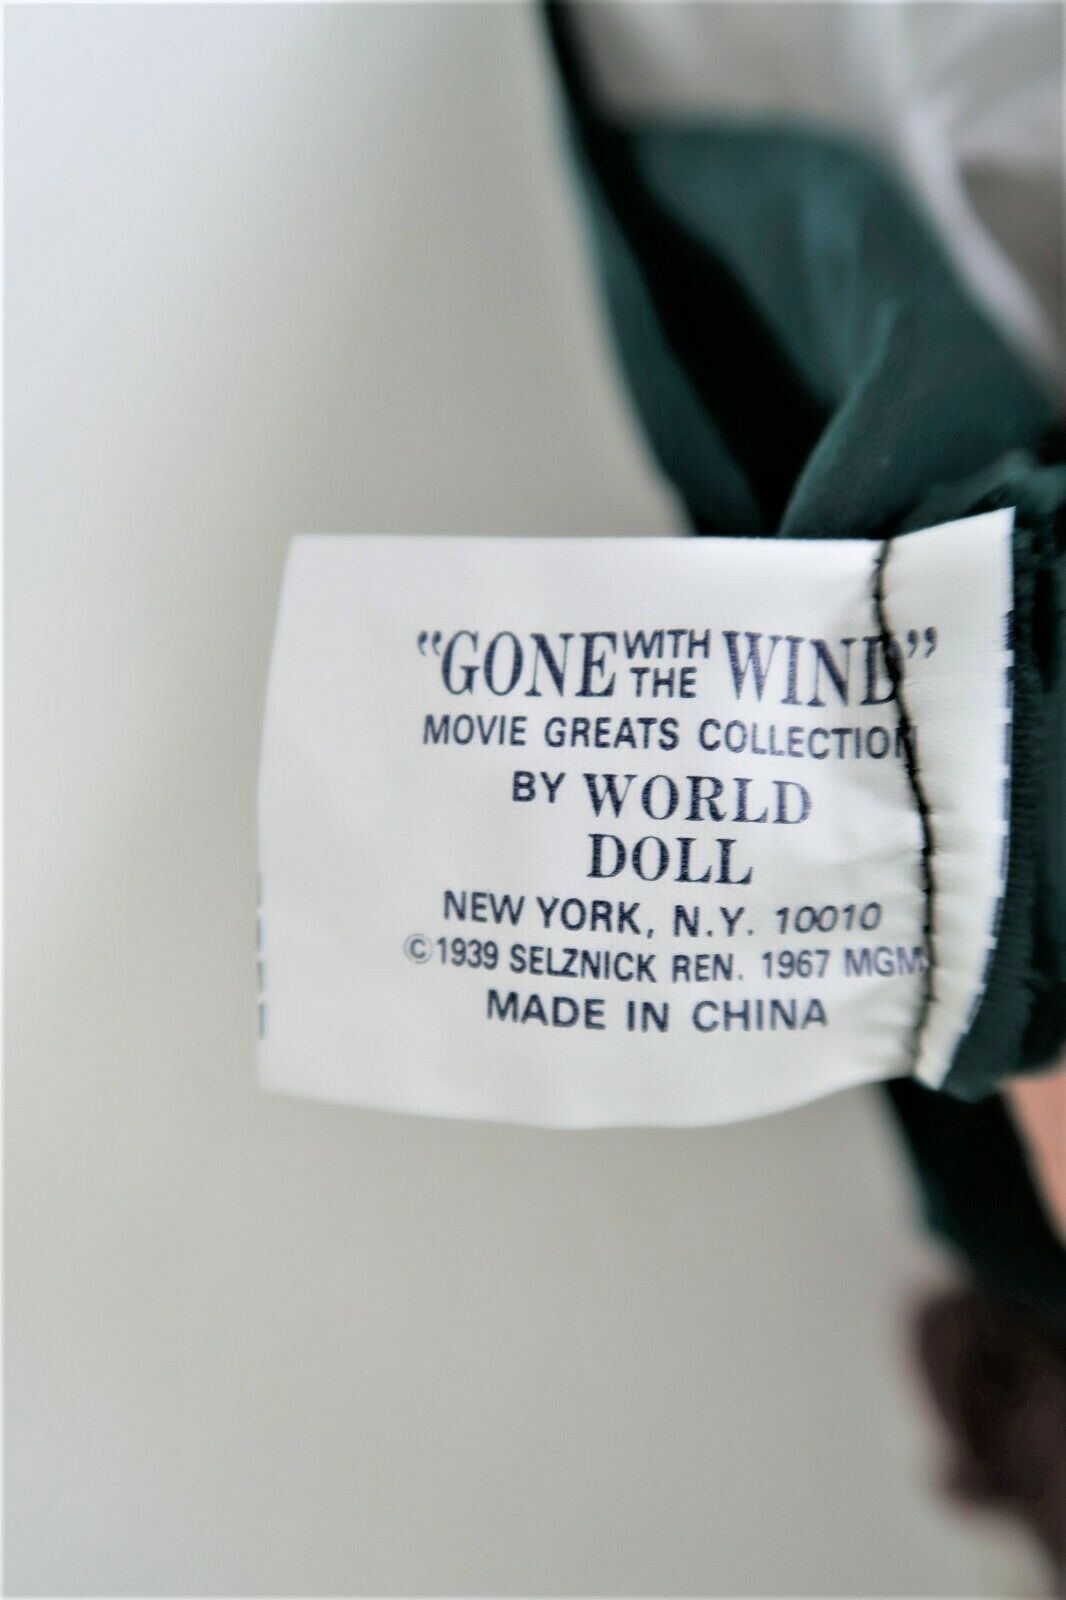 “GONE WITH THE WIND”
MOVIE GREATS COLLECTION
BY WORLD
DOLL
NEW YORK, N.Y. 10010
©1939 SELZNICK REN. 1967 MGM
MADE IN CHINA